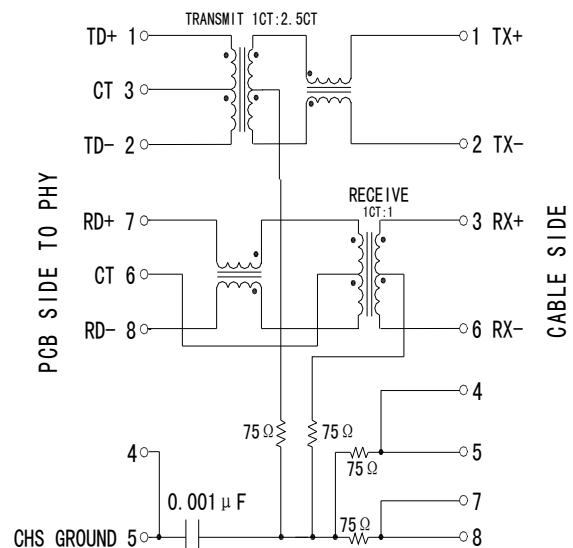 TRANSMIT 1CT:2.5CT
TD+ 1
1 TX+
CT 3
TD- 2
2 TX-
PCB SIDE TO PHY
CABLE SIDE
RECEIVE
1CT:1
RD+ 7
3 RX+
CT 6
RD- 8
6 RX-
4
75Ω
75Ω
4
5
75Ω
0.001μF
7
75Ω
CHS GROUND 5
8